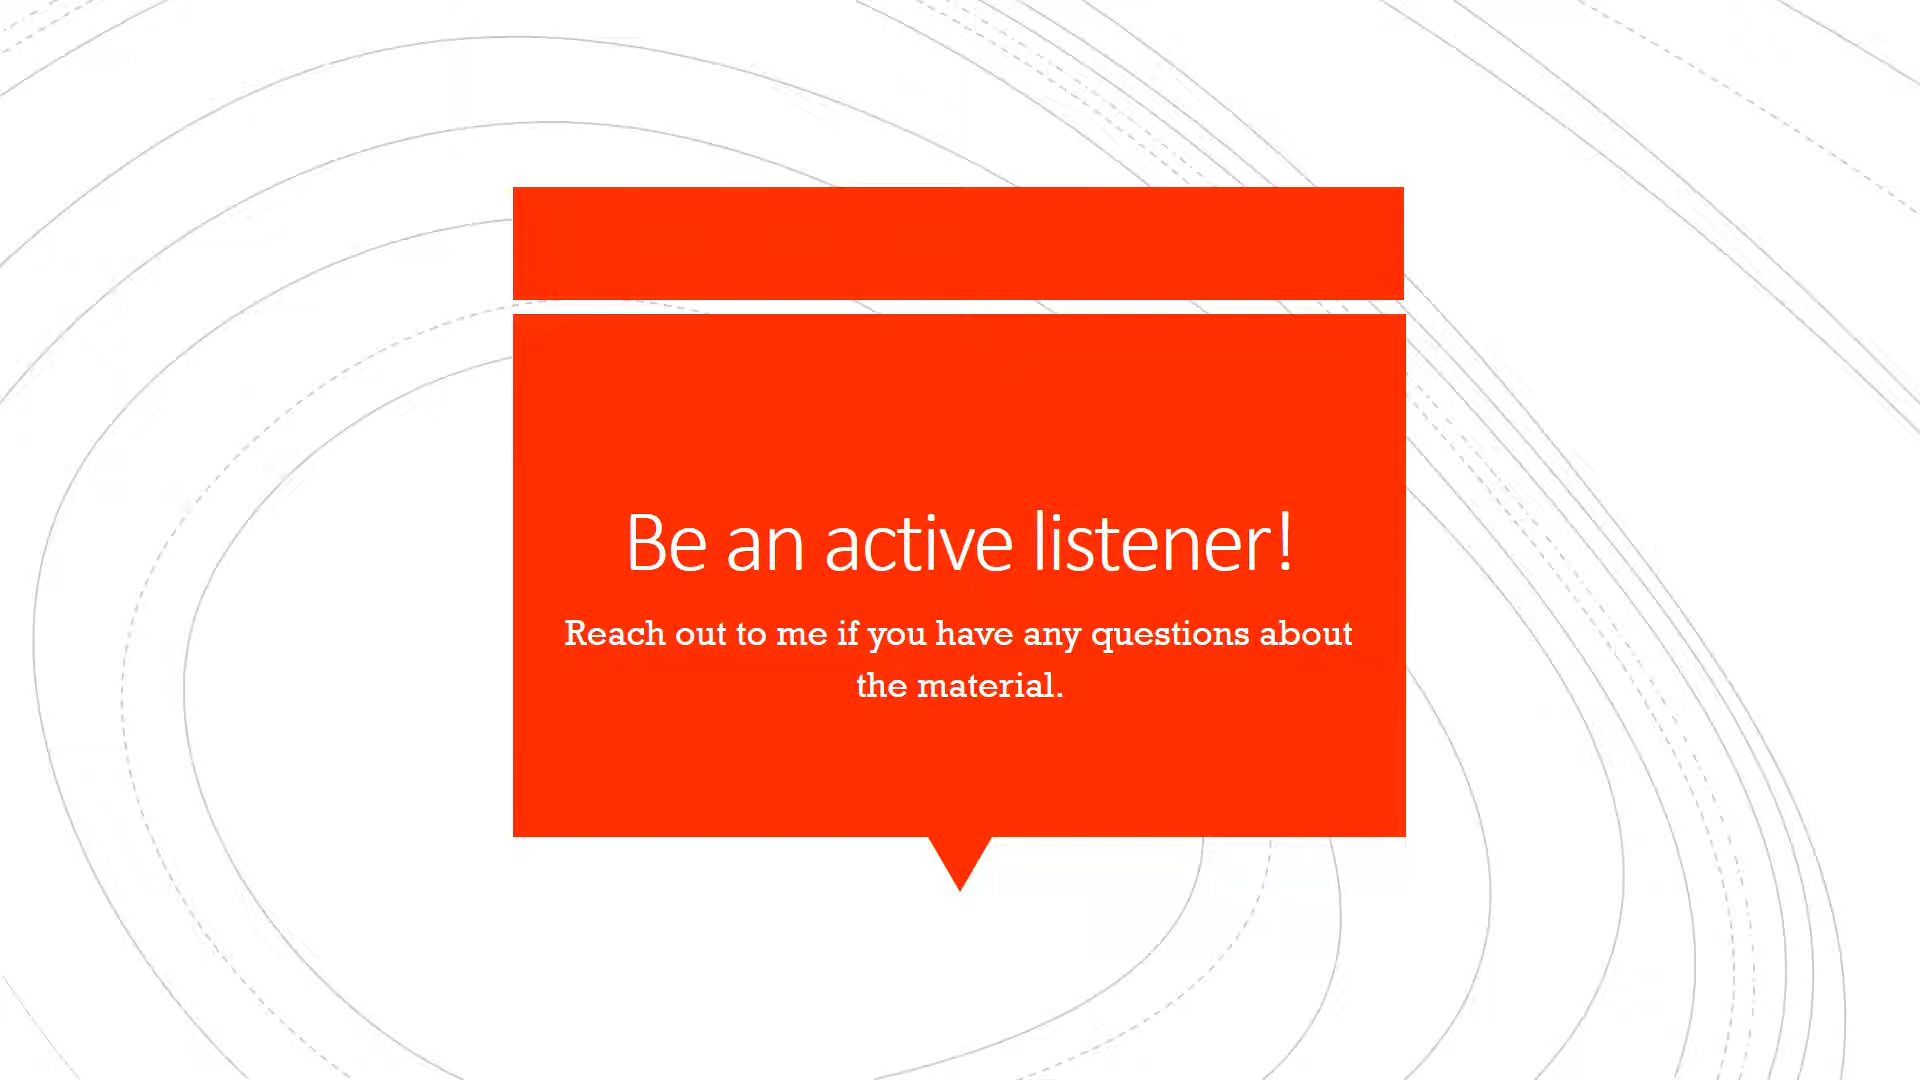 Be an active listener!
Reach out to me if you have any questions about
the material.